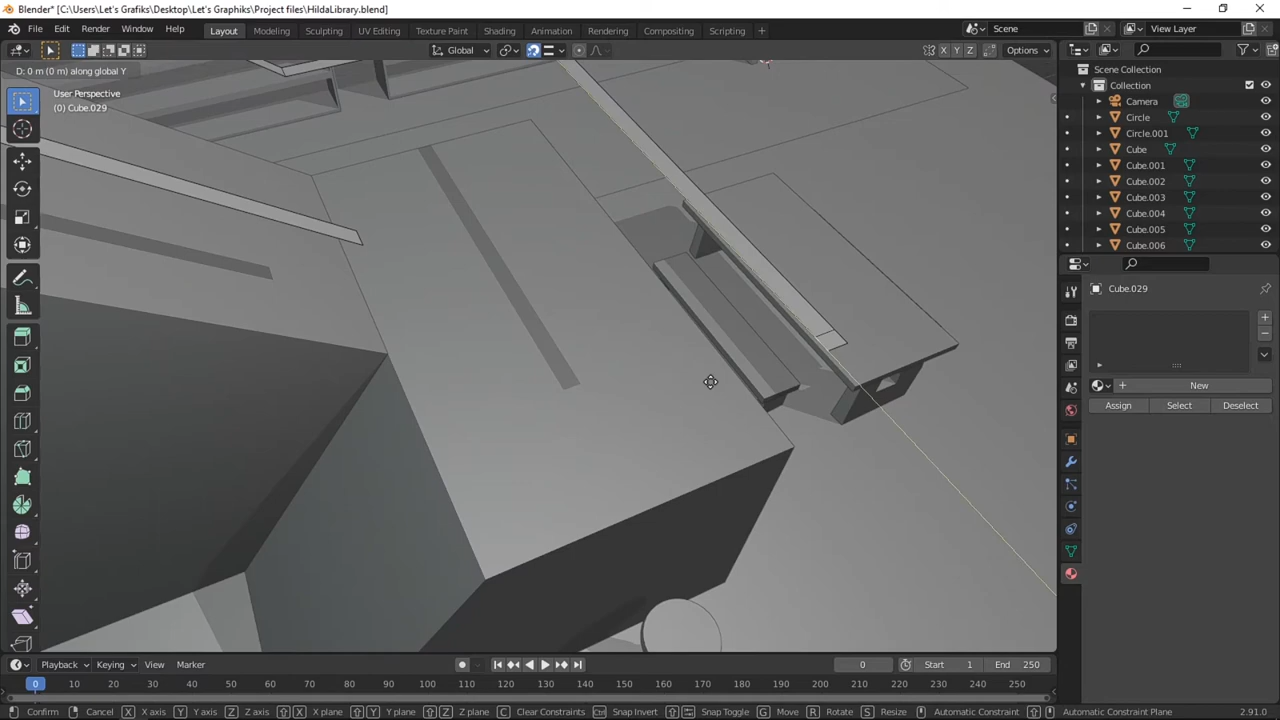 Blender* [C:\Users\Let's Grafiks\Desktop\Let's Graphiks\Project files\HildaLibrary.blend]
File Edit Render Window Help Layout Modeling Sculpting UV Editing Texture Paint Shading Animation Rendering Compositing Scripting + Scene View Layer
Global X Y Z Options
D: 0 m (0 m) along global Y
User Perspective
(0) Cube.029
Scene Collection
Collection
Camera
Circle
Circle.001
Cube
Cube.001
Cube.002
Cube.003
Cube.004
Cube.005
Cube.006
Cube.029
New
Assign Select Deselect
Playback Keying View Marker 0 Start 1 End 250
0 10 20 30 40 50 60 70 80 90 100 110 120 130 140 150 160 170 180 190 200 210 220 230 240 250
Confirm Cancel X X axis Y Y axis Z Z axis X X plane Y Y plane Z Z plane C Clear Constraints Ctrl Snap Invert Snap Toggle G Move R Rotate S Resize Automatic Constraint Automatic Constraint Plane 2.91.0